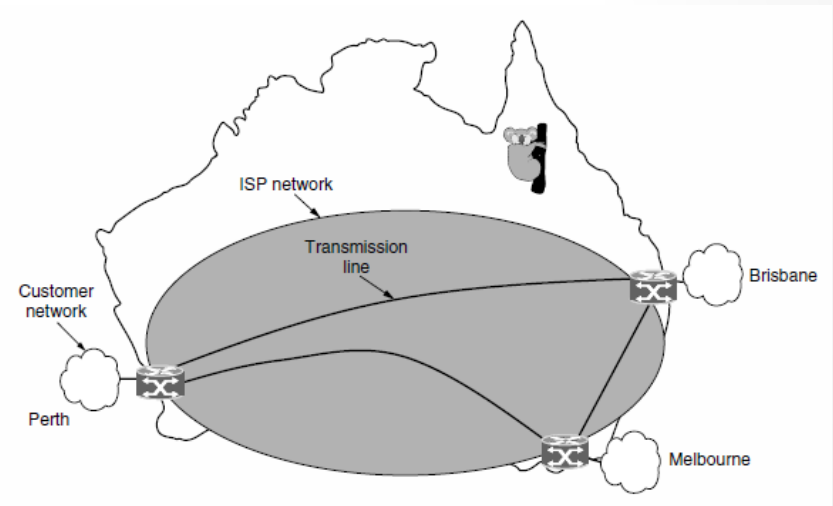 ISP network
Transmission
line
Brisbane
Customer
network
Perth
Melbourne